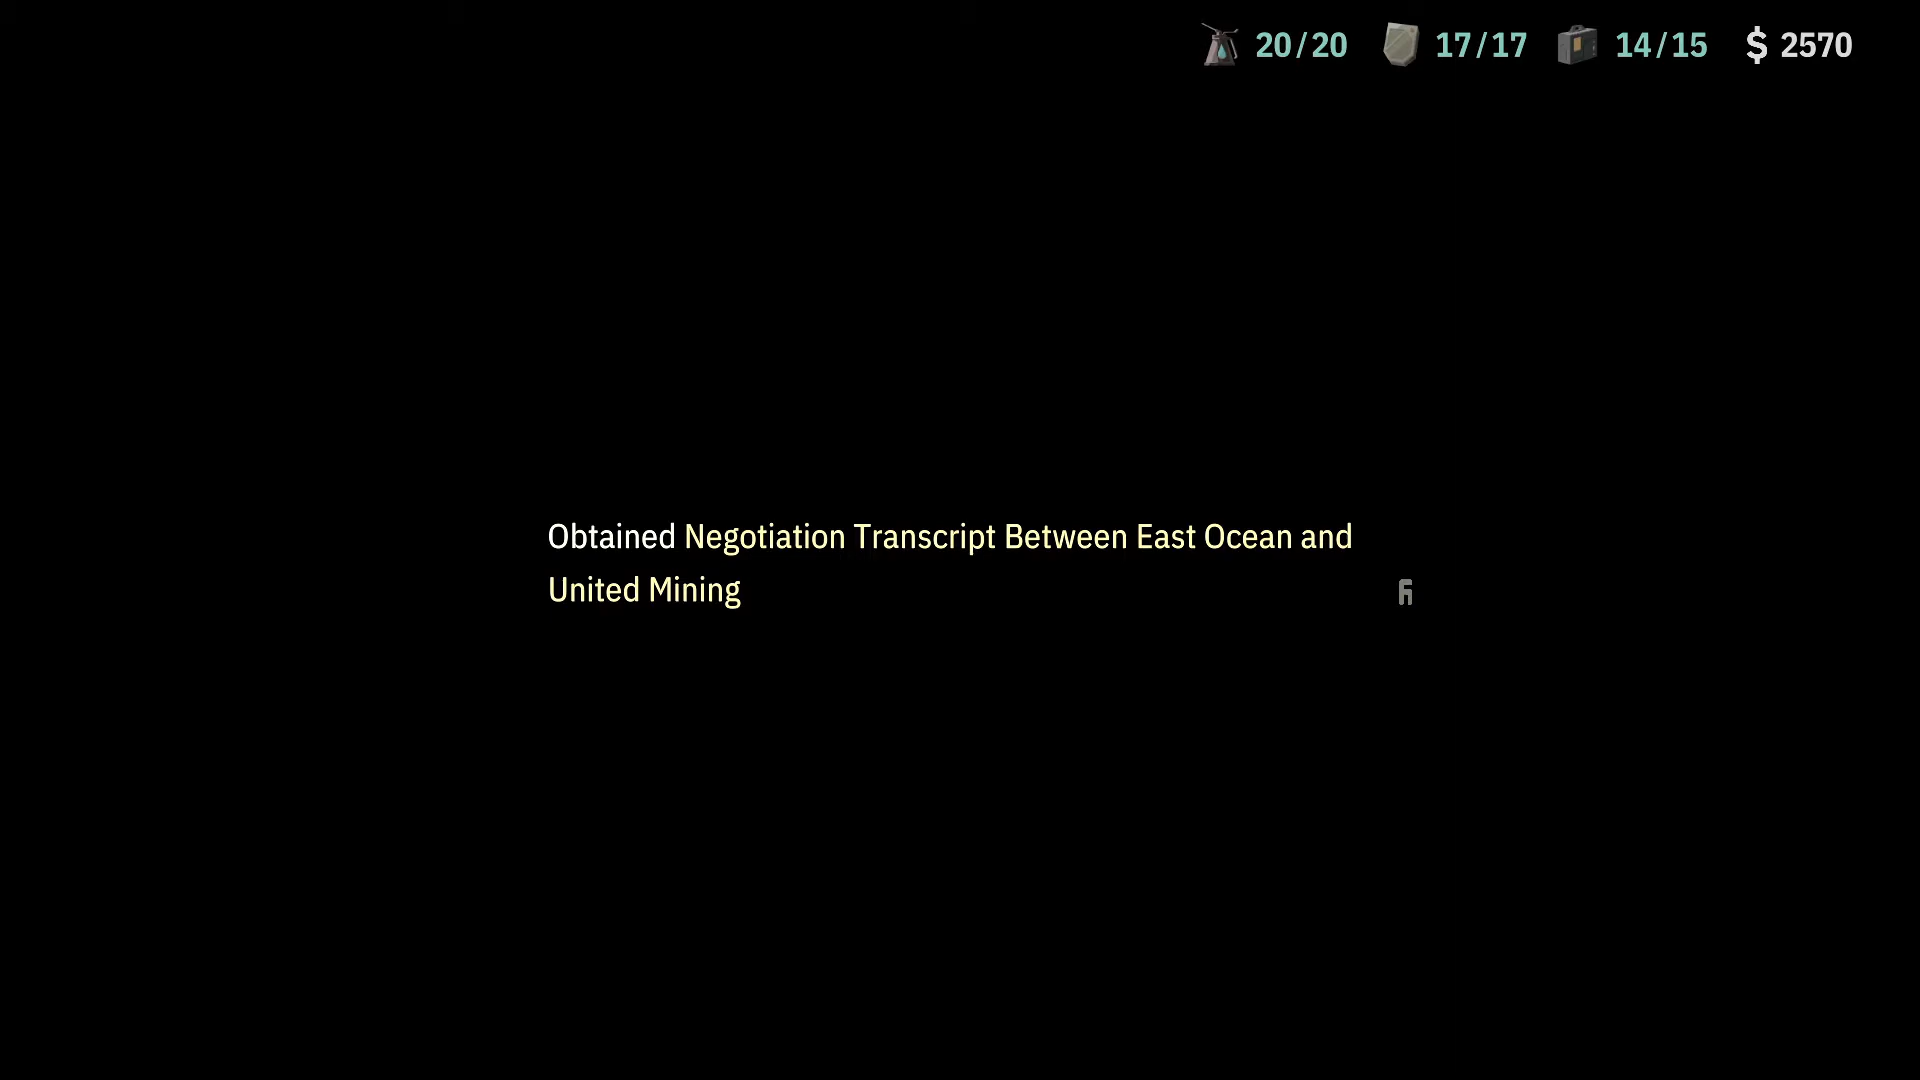 20/20 17/17 14/15 $ 2570
Obtained Negotiation Transcript Between East Ocean and
United Mining